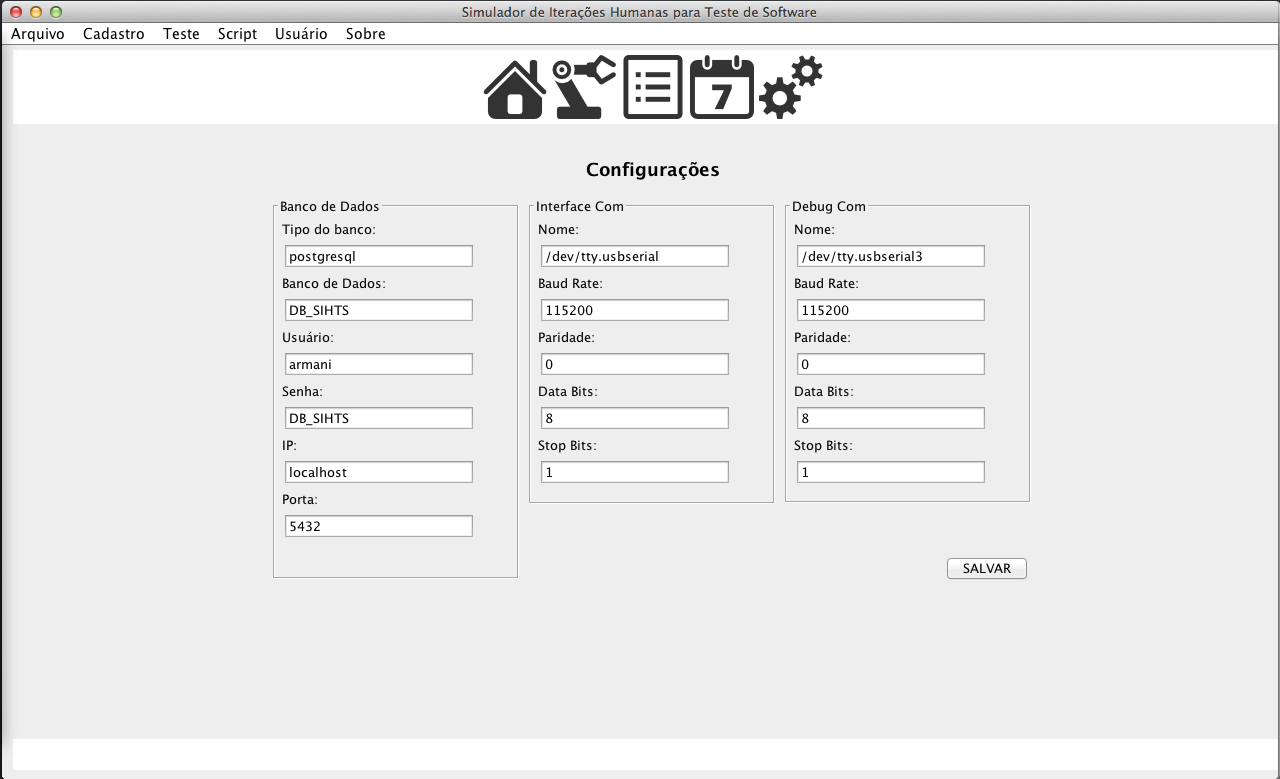 Simulador de Iterações Humanas para Teste de Software
Arquivo Cadastro Teste Script Usuário Sobre
7
Configurações
Banco de Dados
Tipo do banco:
postgresql
Banco de Dados:
DB_SIHTS
Usuário:
armani
Senha:
DB_SIHTS
IP:
localhost
Porta:
5432
Interface Com
Nome:
/dev/tty.usbserial
Baud Rate:
115200
Paridade:
0
Data Bits:
8
Stop Bits:
1
Debug Com
Nome:
/dev/tty.usbserial3
Baud Rate:
115200
Paridade:
0
Data Bits:
8
Stop Bits:
1
SALVAR